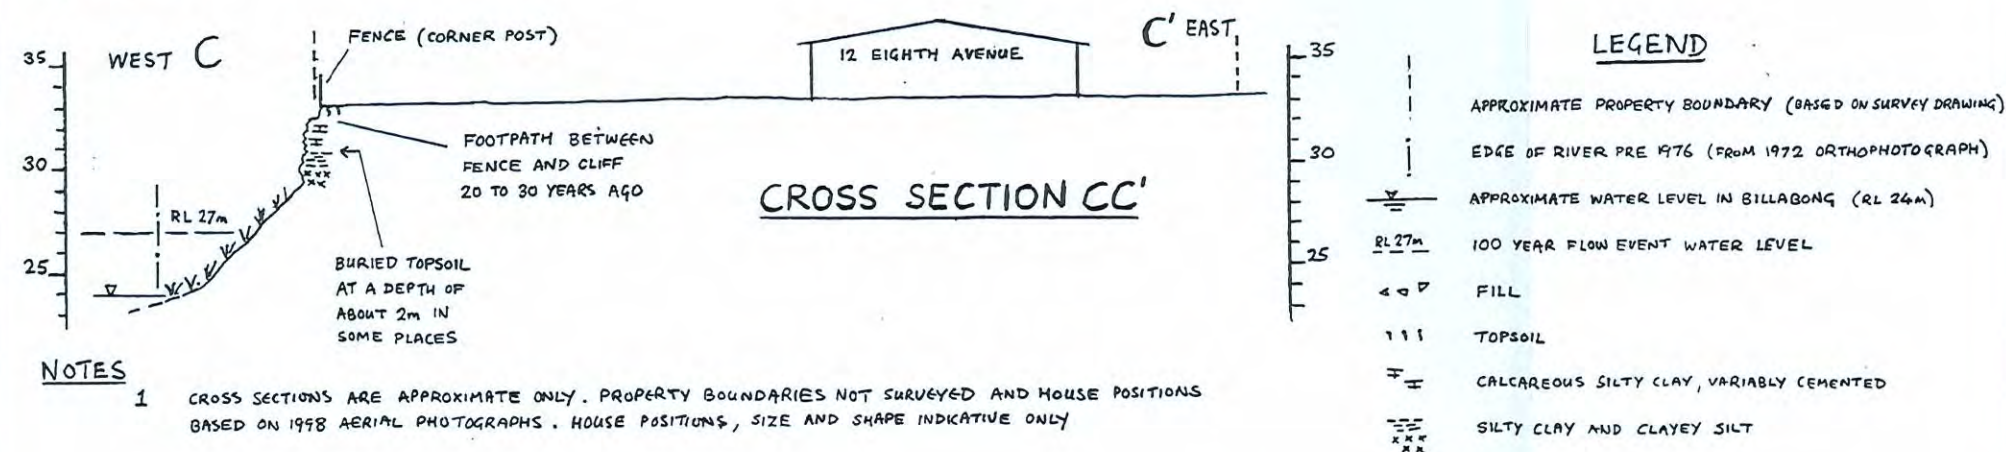 WEST C
FENCE (CORNER POST)
12 EIGHTH AVENUE
C' EAST
35
30
25
35
30
25
FOOTPATH BETWEEN
FENCE AND CLIFF
20 TO 30 YEARS AGO
RL 27m
BURIED TOPSOIL
AT A DEPTH OF
ABOUT 2m IN
SOME PLACES
CROSS SECTION CC'
LEGEND
APPROXIMATE PROPERTY BOUNDARY (BASED ON SURVEY DRAWING)
EDGE OF RIVER PRE 1976 (FROM 1972 ORTHOPHOTOGRAPH)
APPROXIMATE WATER LEVEL IN BILLABONG (RL 24m)
RL 27m 100 YEAR FLOW EVENT WATER LEVEL
FILL
TOPSOIL
CALCAREOUS SILTY CLAY, VARIABLY CEMENTED
SILTY CLAY AND CLAYEY SILT
NOTES
1 CROSS SECTIONS ARE APPROXIMATE ONLY. PROPERTY BOUNDARIES NOT SURVEYED AND HOUSE POSITIONS
BASED ON 1998 AERIAL PHOTOGRAPHS. HOUSE POSITIONS, SIZE AND SHAPE INDICATIVE ONLY